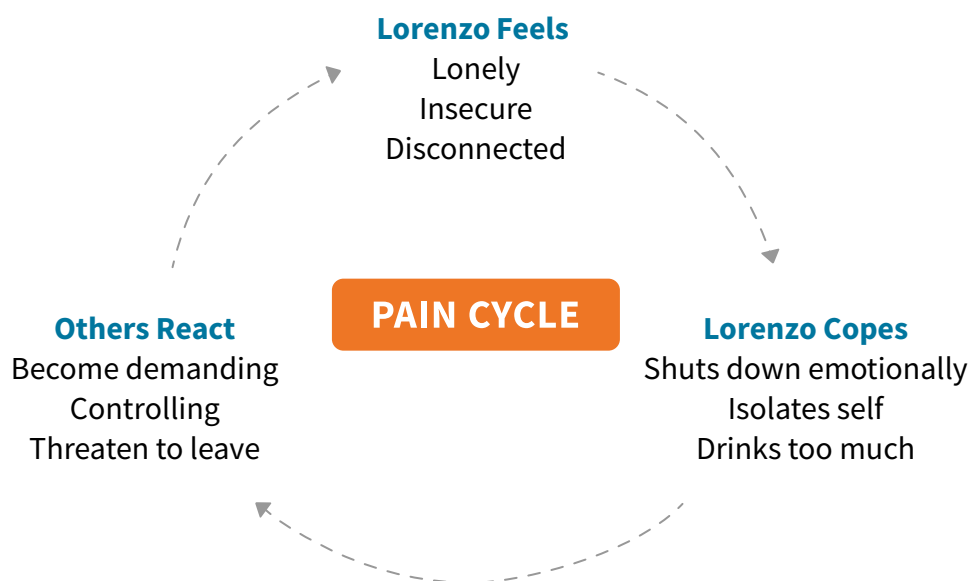 Lorenzo Feels
Lonely
Insecure
Disconnected
PAIN CYCLE
Others React
Become demanding
Controlling
Threaten to leave
Lorenzo Copes
Shuts down emotionally
Isolates self
Drinks too much